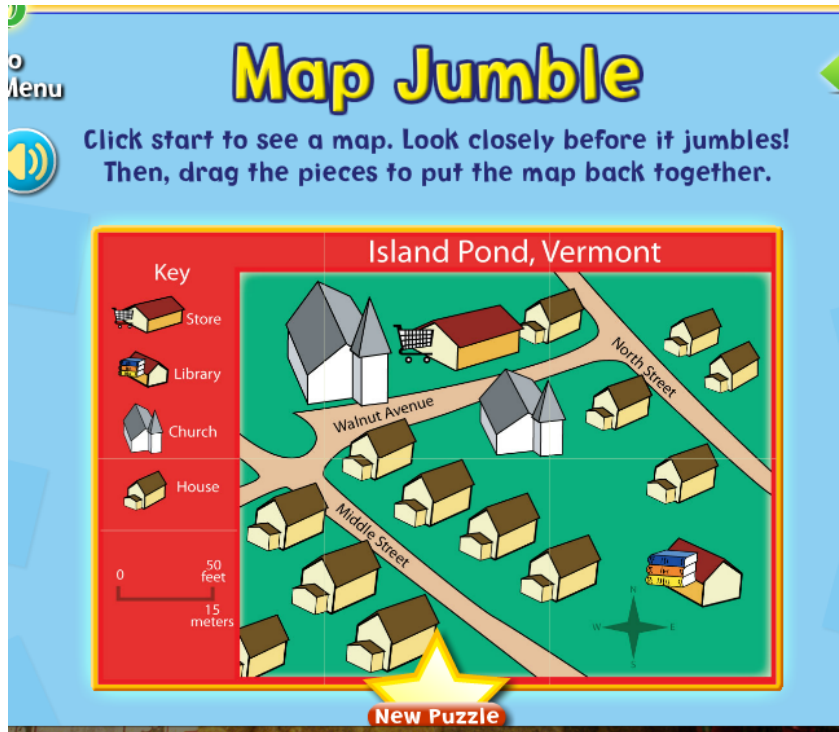 o
Menu
Map Jumble
Click start to see a map. Look closely before it jumbles!
Then, drag the pieces to put the map back together.
Island Pond, Vermont
Key
Store
Library
Church
House
0 50
feet
15
meters
Walnut Avenue
North Street
Middle Street
N
W E
S
New Puzzle